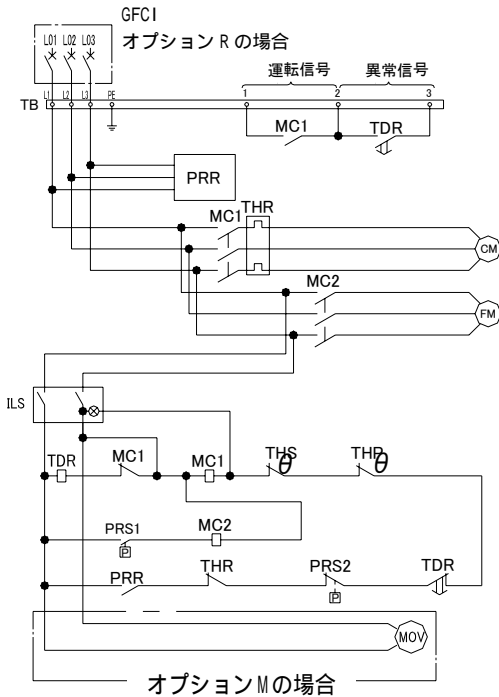 GFCI
オプションRの場合
L01 L02 L03
運転信号 異常信号
TB L1 L2 L3 PE 1 2 3
MC1 TDR
PRR
MC1 THR
CM
MC2
FM
ILS
TDR MC1 MC1 THS THP
θ θ
PRS1 MC2
P
PRR THR PRS2 TDR
P
MOV
オプションMの場合